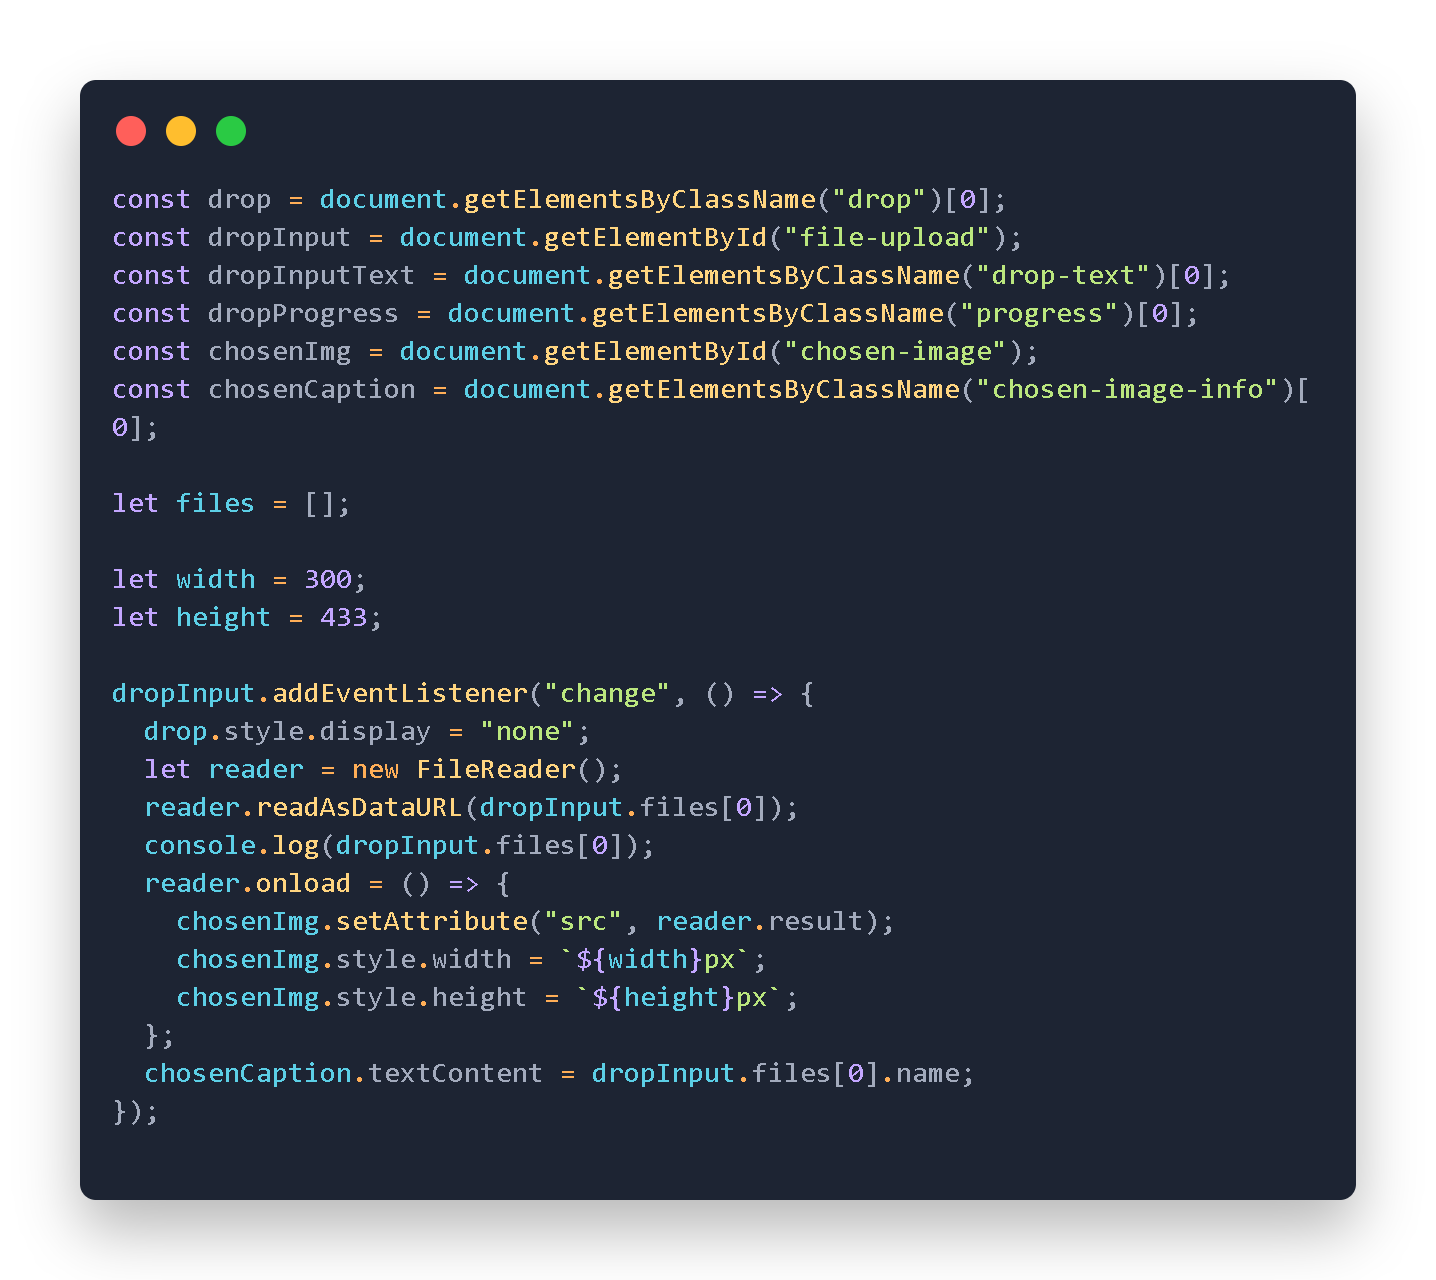 const drop = document.getElementsByClassName("drop")[0];
const dropInput = document.getElementById("file-upload");
const dropInputText = document.getElementsByClassName("drop-text")[0];
const dropProgress = document.getElementsByClassName("progress")[0];
const chosenImg = document.getElementById("chosen-image");
const chosenCaption = document.getElementsByClassName("chosen-image-info")[
0];

let files = [];

let width = 300;
let height = 433;

dropInput.addEventListener("change", () => {
  drop.style.display = "none";
  let reader = new FileReader();
  reader.readAsDataURL(dropInput.files[0]);
  console.log(dropInput.files[0]);
  reader.onload = () => {
    chosenImg.setAttribute("src", reader.result);
    chosenImg.style.width = `${width}px`;
    chosenImg.style.height = `${height}px`;
  };
  chosenCaption.textContent = dropInput.files[0].name;
});